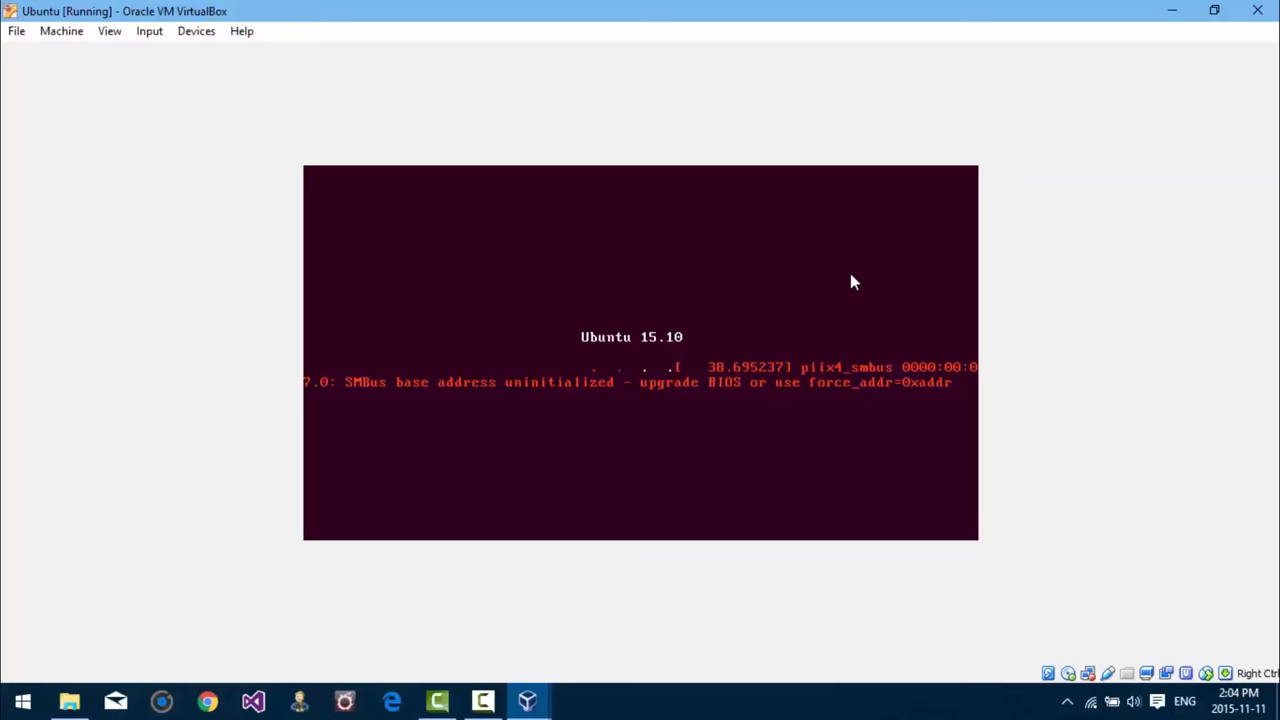 Ubuntu [Running] - Oracle VM VirtualBox
File Machine View Input Devices Help
Ubuntu 15.10
. . . .[ 38.695237] piix4_smbus 0000:00:0
7.0: SMBus base address uninitialized - upgrade BIOS or use force_addr=0xaddr
Right Ctrl
ENG
2:04 PM
2015-11-11